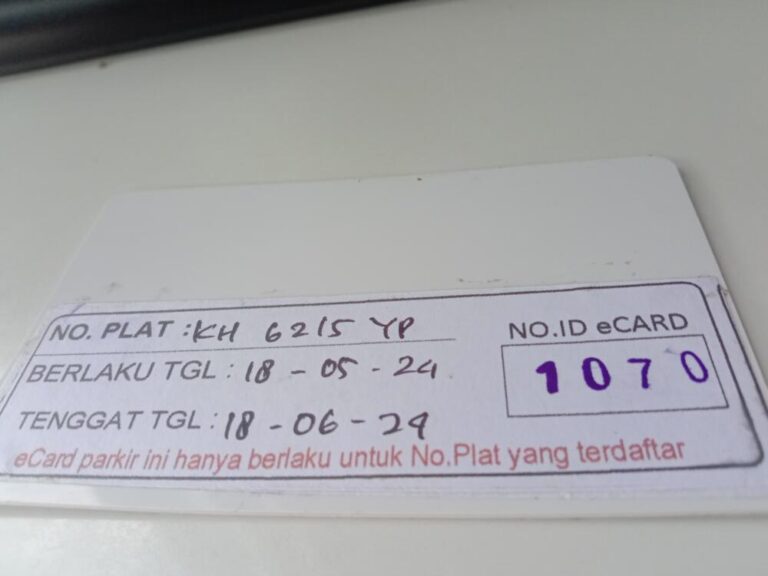 NO. PLAT : KH 6215 YP
NO.ID eCARD
BERLAKU TGL : 18 - 05 - 24
1070
TENGGAT TGL : 18 - 06 - 24
eCard parkir ini hanya berlaku untuk No.Plat yang terdaftar